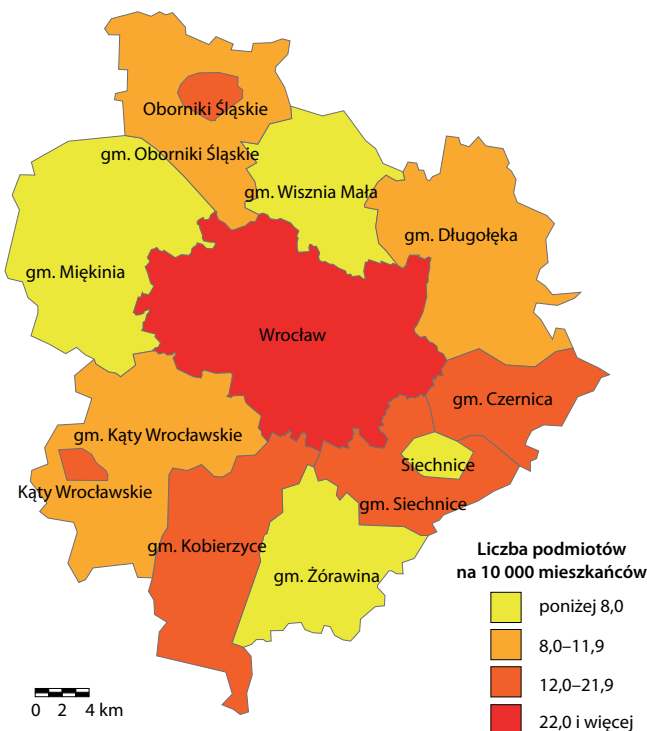 Oborniki Śląskie
gm. Oborniki Śląskie
gm. Wisznia Mała
gm. Długołęka
gm. Miękinia
Wrocław
gm. Czernica
gm. Kąty Wrocławskie
Siechnice
Kąty Wrocławskie
gm. Siechnice
gm. Kobierzyce
gm. Żórawina
Liczba podmiotów
na 10 000 mieszkańców
poniżej 8,0
8,0–11,9
12,0–21,9
22,0 i więcej
0 2 4 km